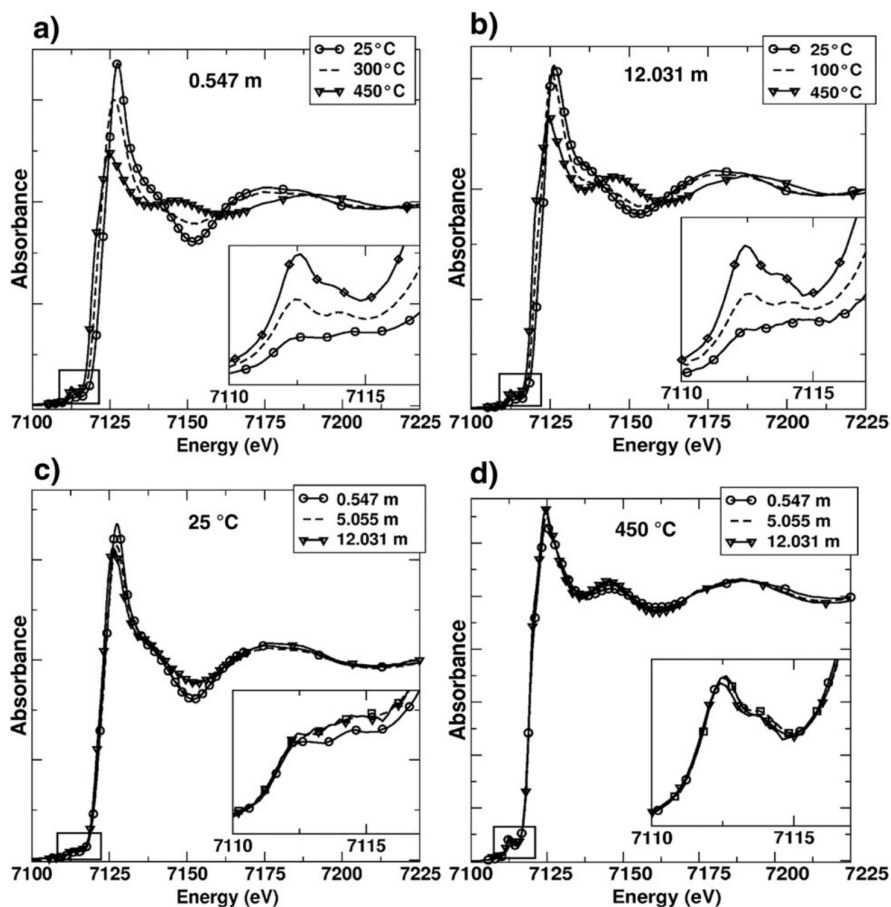 a)
25°C
300°C
450°C
0.547 m
Absorbance
7110 7115
7100 7125 7150 7175 7200 7225
Energy (eV)
b)
25°C
100°C
450°C
12.031 m
Absorbance
7110 7115
7100 7125 7150 7175 7200 7225
Energy (eV)
c)
0.547 m
5.055 m
12.031 m
25 °C
Absorbance
7110 7115
7100 7125 7150 7175 7200 7225
Energy (eV)
d)
0.547 m
5.055 m
12.031 m
450 °C
Absorbance
7110 7115
7100 7125 7150 7175 7200 7225
Energy (eV)